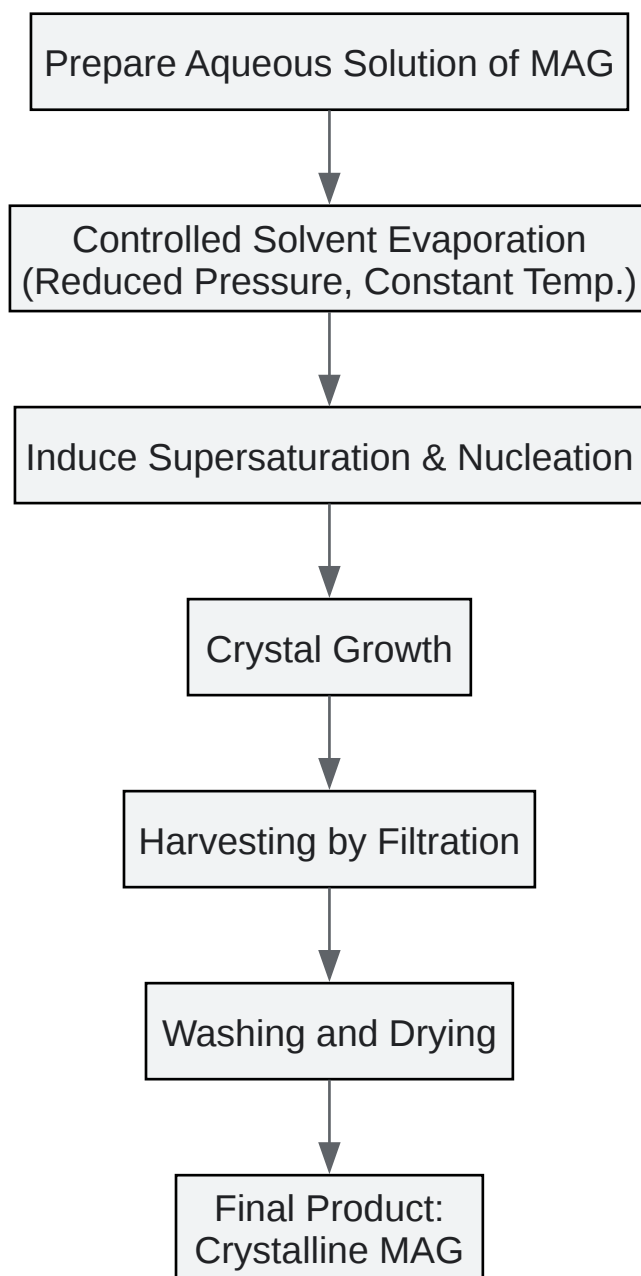 Prepare Aqueous Solution of MAG
Controlled Solvent Evaporation
(Reduced Pressure, Constant Temp.)
Induce Supersaturation & Nucleation
Crystal Growth
Harvesting by Filtration
Washing and Drying
Final Product:
Crystalline MAG